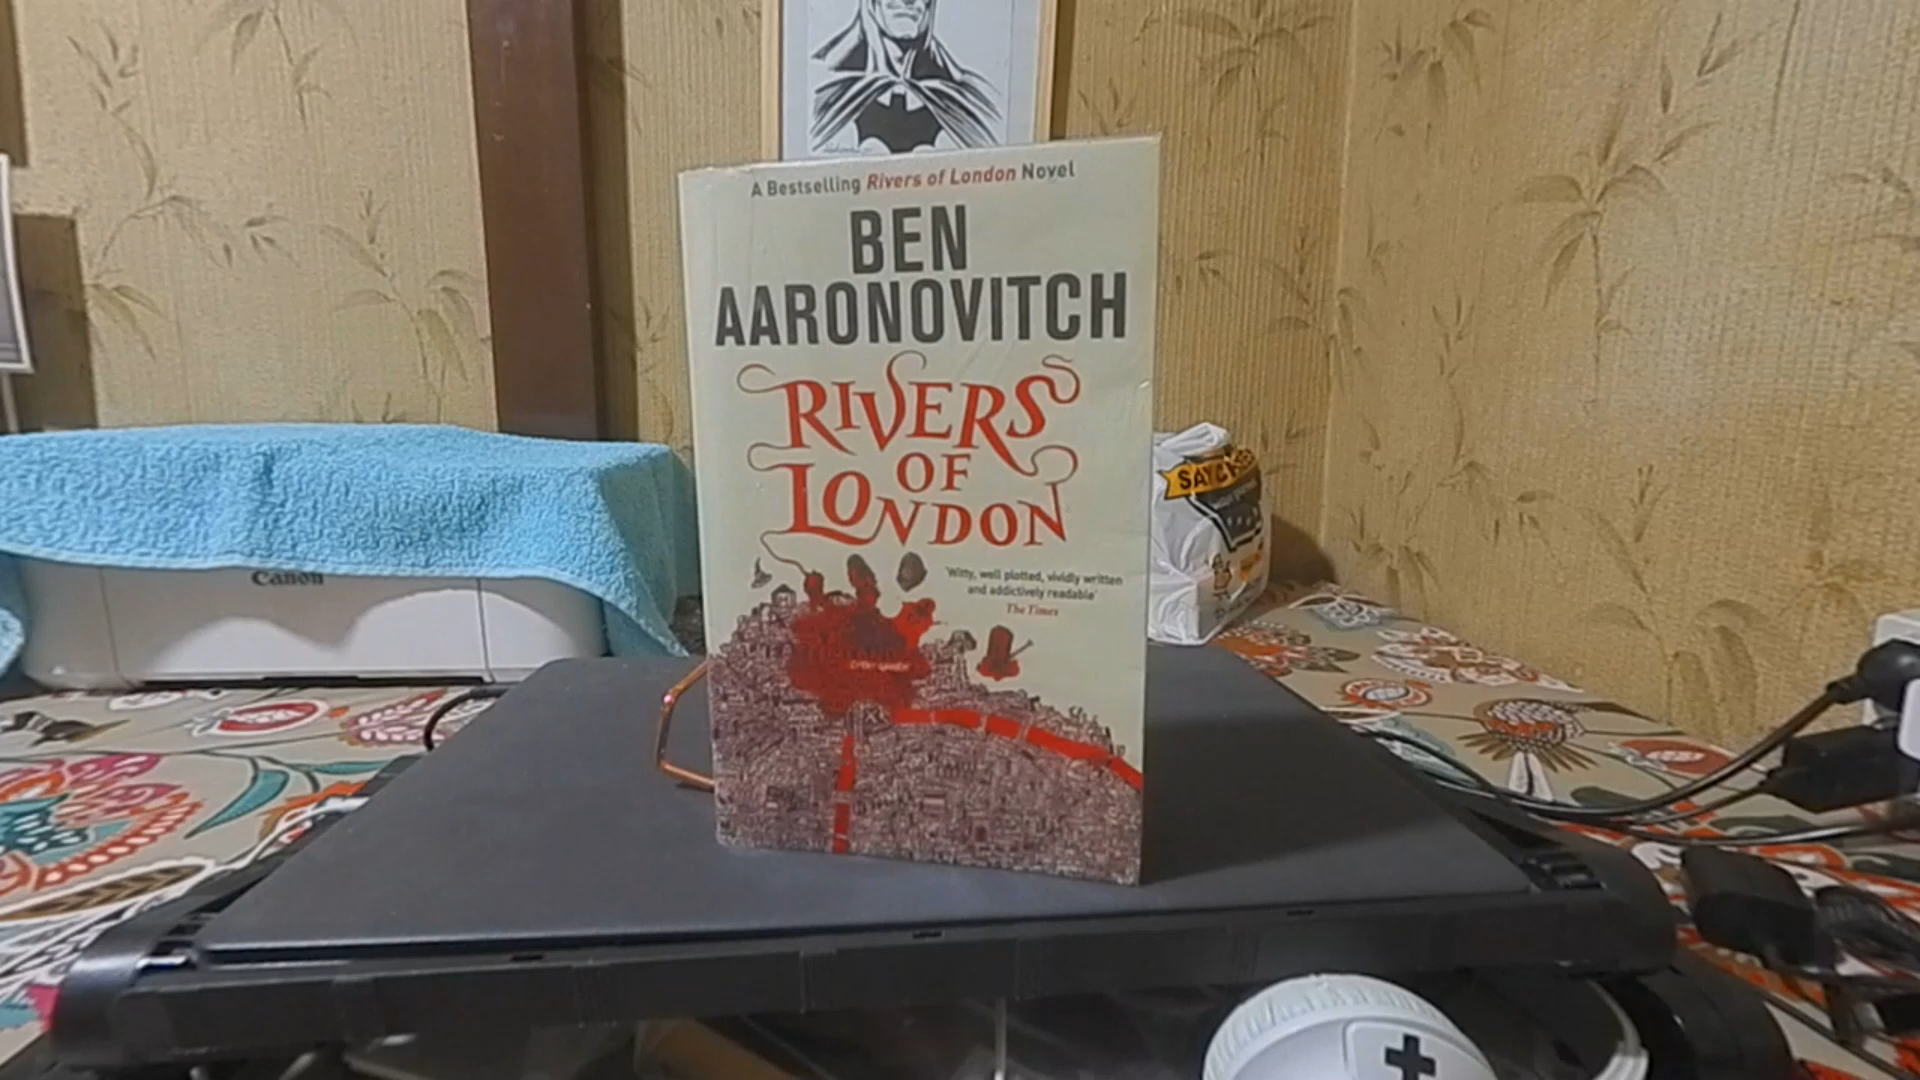 A Bestselling Rivers of London Novel
BEN
AARONOVITCH
RIVERS
OF
LONDON
'Witty, well plotted, vividly written
and addictively readable'
The Times
Canon